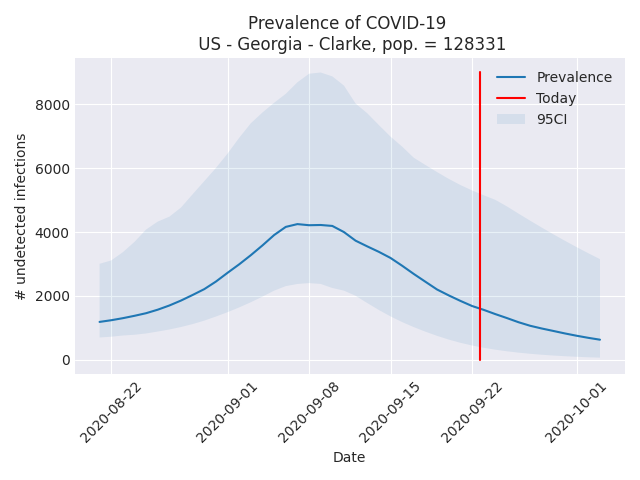 Prevalence of COVID-19
US - Georgia - Clarke, pop. = 128331
Prevalence
Today
95CI
# undetected infections
8000
6000
4000
2000
0
2020-08-22
2020-09-01
2020-09-08
2020-09-15
2020-09-22
2020-10-01
Date